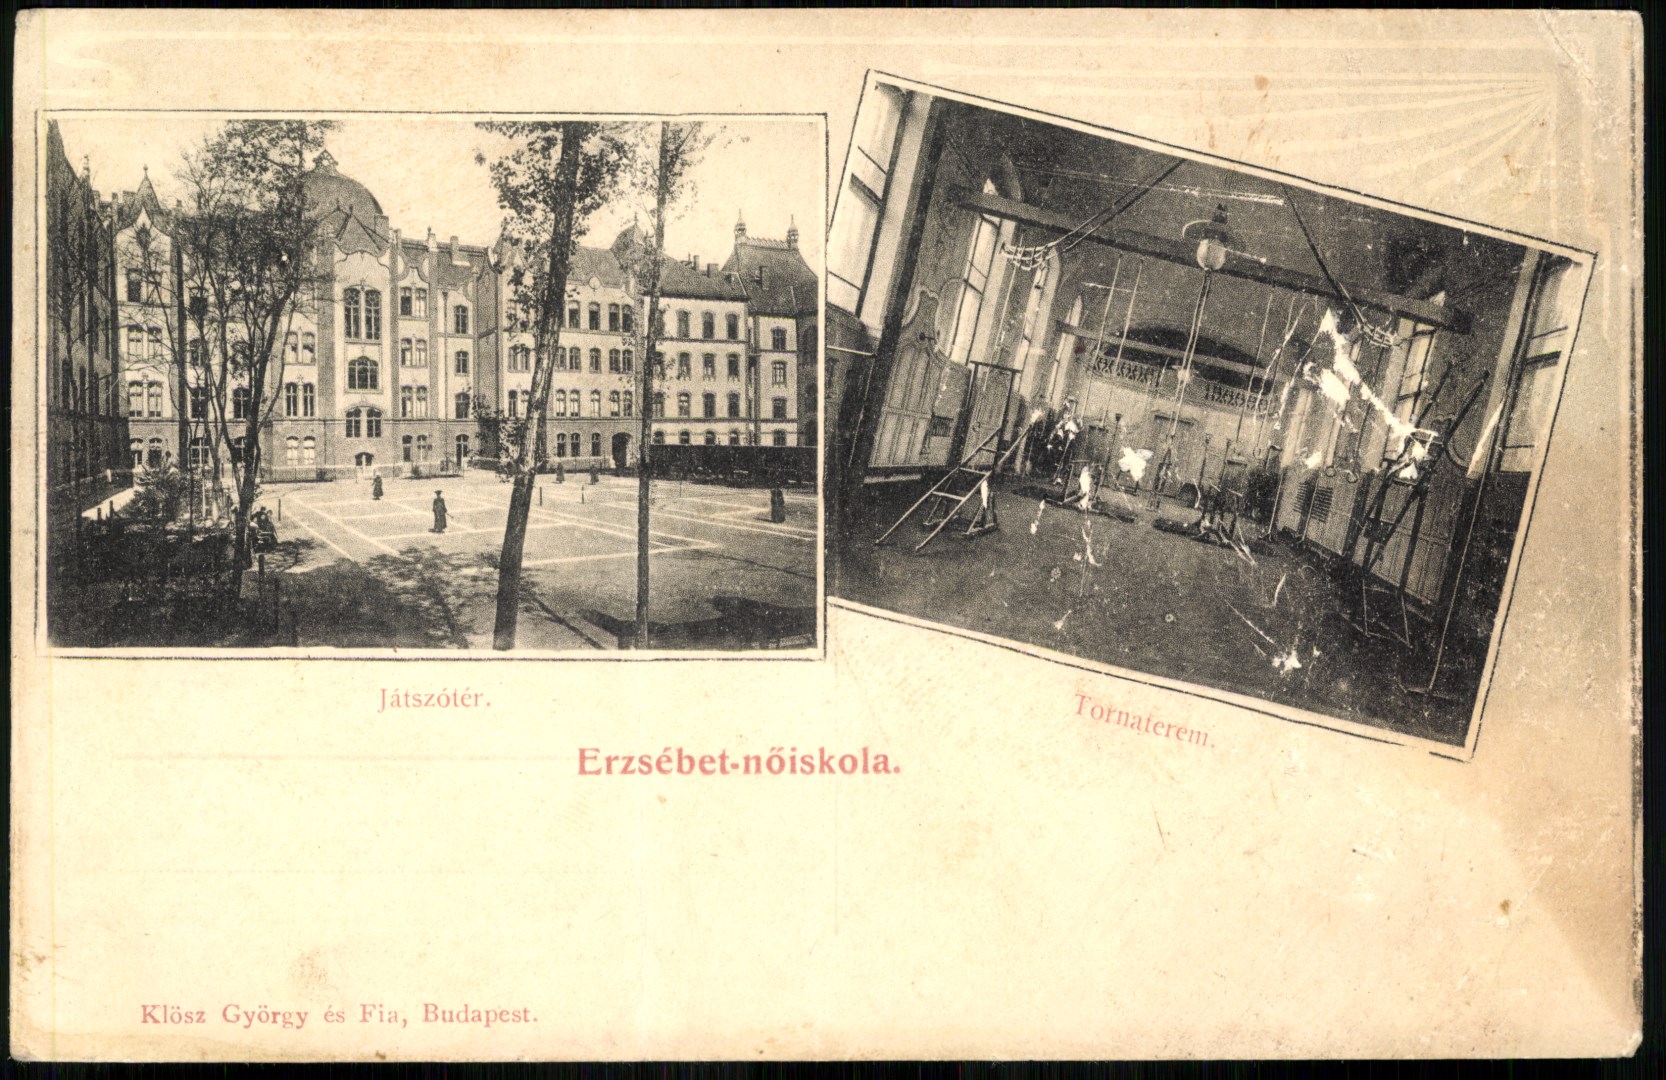 Játszótér.
Tornaterem.
Erzsébet-nőiskola.
Klösz György és Fia, Budapest.